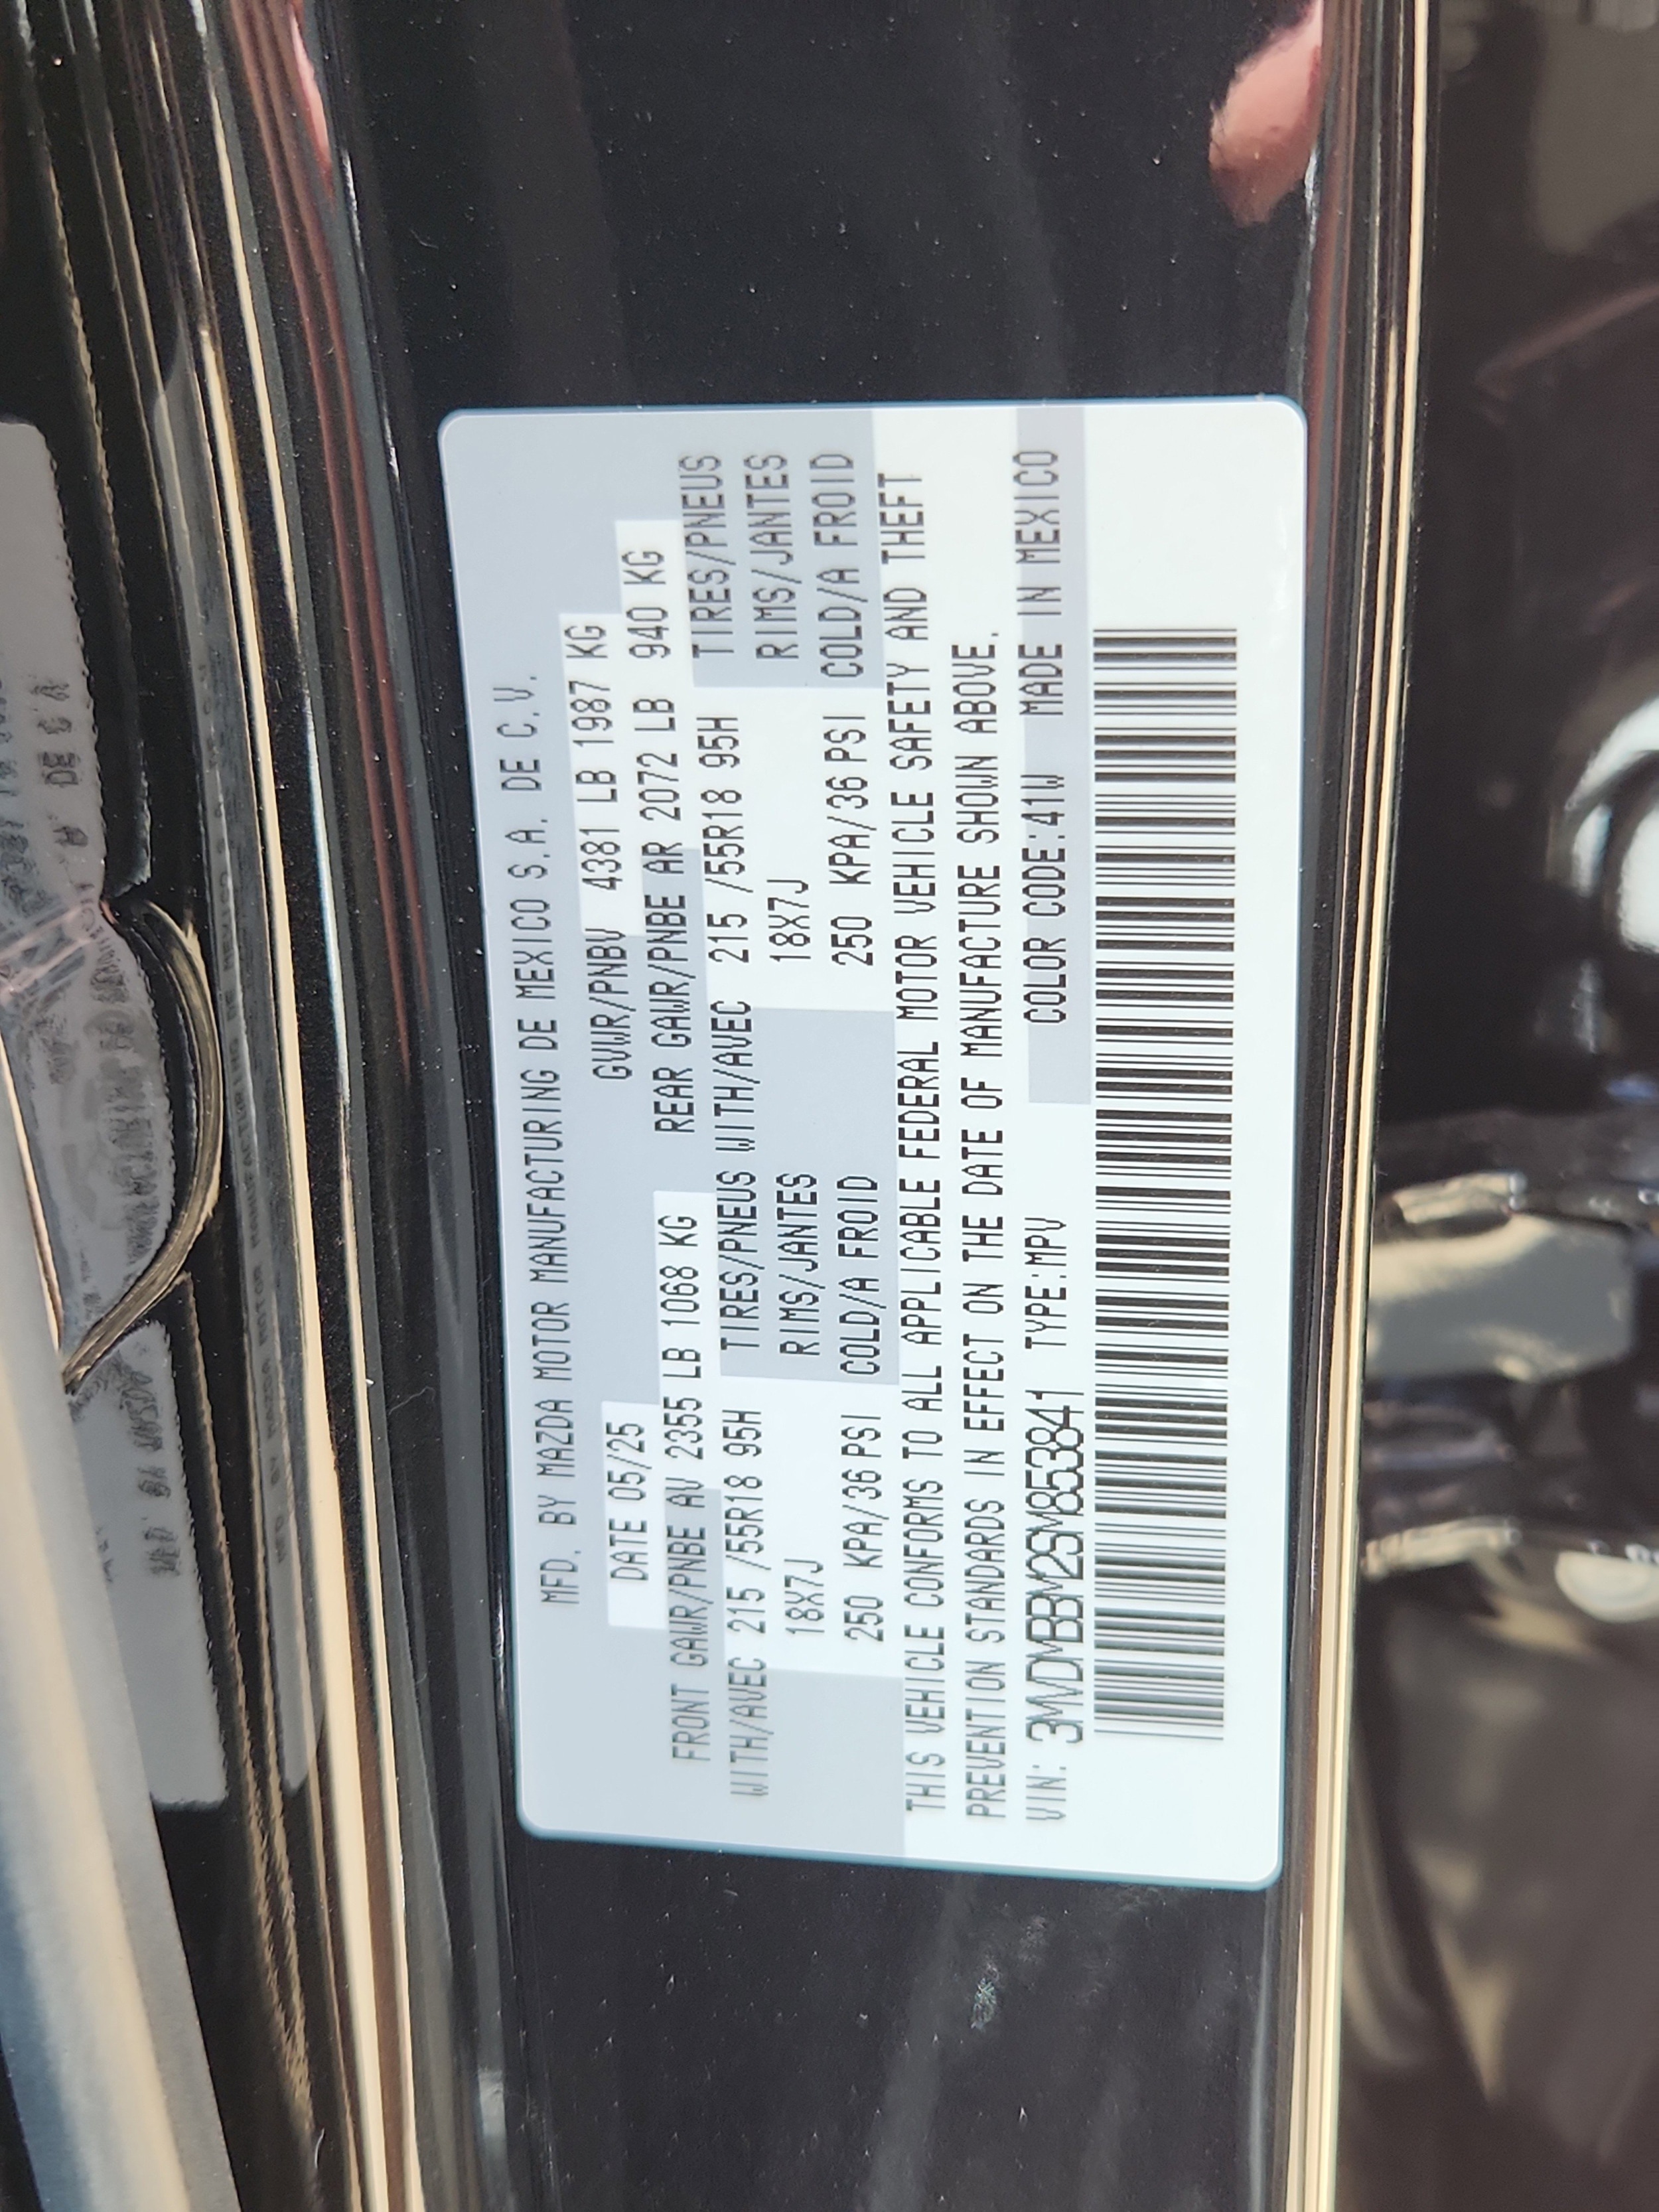 MFD. BY MAZDA MOTOR MANUFACTURING DE MEXICO S.A. DE C.V.
DATE 05/25 GVWR/PNBV 4381 LB 1987 KG
FRONT GAWR/PNBE AV 2355 LB 1068 KG REAR GAWR/PNBE AR 2072 LB 940 KG
WITH/AVEC 215 /55R18 95H TIRES/PNEUS WITH/AVEC 215 /55R18 95H TIRES/PNEUS
18X7J RIMS/JANTES 18X7J RIMS/JANTES
250 KPA/36 PSI COLD/A FROID 250 KPA/36 PSI COLD/A FROID
THIS VEHICLE CONFORMS TO ALL APPLICABLE FEDERAL MOTOR VEHICLE SAFETY AND THEFT
PREVENTION STANDARDS IN EFFECT ON THE DATE OF MANUFACTURE SHOWN ABOVE.
VIN: 3MVDMBBM2SM853841 TYPE:MPV COLOR CODE:41W MADE IN MEXICO